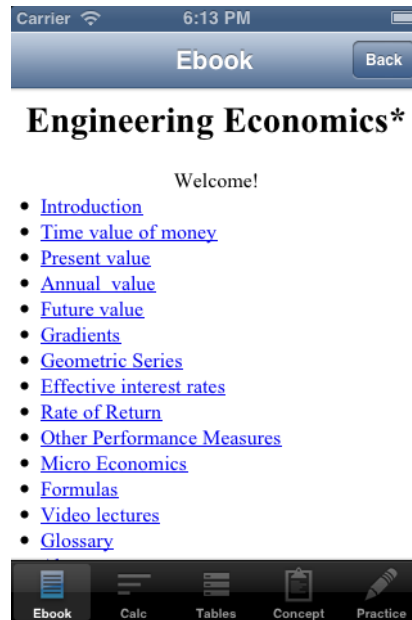 Carrier 6:13 PM
Ebook Back
Engineering Economics*
Welcome!
• Introduction
• Time value of money
• Present value
• Annual  value
• Future value
• Gradients
• Geometric Series
• Effective interest rates
• Rate of Return
• Other Performance Measures
• Micro Economics
• Formulas
• Video lectures
• Glossary
Ebook Calc Tables Concept Practice